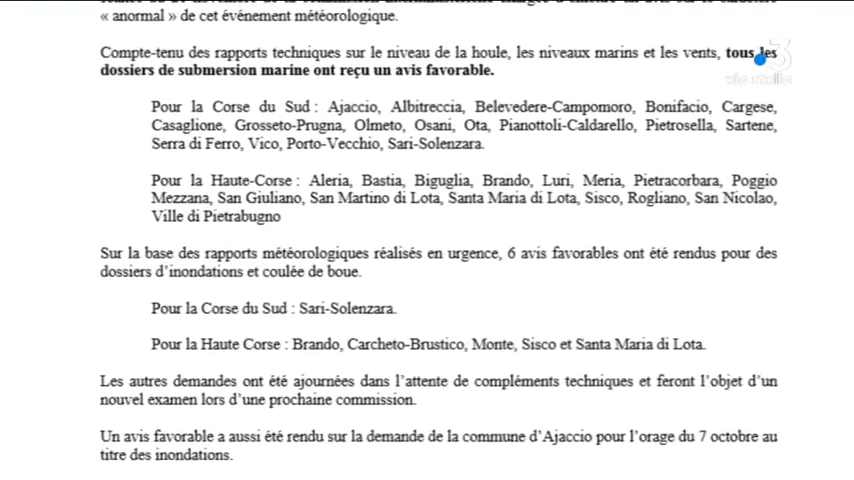 « anormal » de cet événement météorologique.
Compte-tenu des rapports techniques sur le niveau de la houle, les niveaux marins et les vents, tous les
dossiers de submersion marine ont reçu un avis favorable.
3
via stella
Pour la Corse du Sud : Ajaccio, Albitreccia, Belevedere-Campomoro, Bonifacio, Cargese,
Casaglione, Grosseto-Prugna, Olmeto, Osani, Ota, Pianottoli-Caldarello, Pietrosella, Sartene,
Serra di Ferro, Vico, Porto-Vecchio, Sari-Solenzara.
Pour la Haute-Corse : Aleria, Bastia, Biguglia, Brando, Luri, Meria, Pietracorbara, Poggio
Mezzana, San Giuliano, San Martino di Lota, Santa Maria di Lota, Sisco, Rogliano, San Nicolao,
Ville di Pietrabugno
Sur la base des rapports météorologiques réalisés en urgence, 6 avis favorables ont été rendus pour des
dossiers d'inondations et coulée de boue.
Pour la Corse du Sud : Sari-Solenzara.
Pour la Haute Corse : Brando, Carcheto-Brustico, Monte, Sisco et Santa Maria di Lota.
Les autres demandes ont été ajournées dans l'attente de compléments techniques et feront l'objet d'un
nouvel examen lors d'une prochaine commission.
Un avis favorable a aussi été rendu sur la demande de la commune d'Ajaccio pour l'orage du 7 octobre au
titre des inondations.